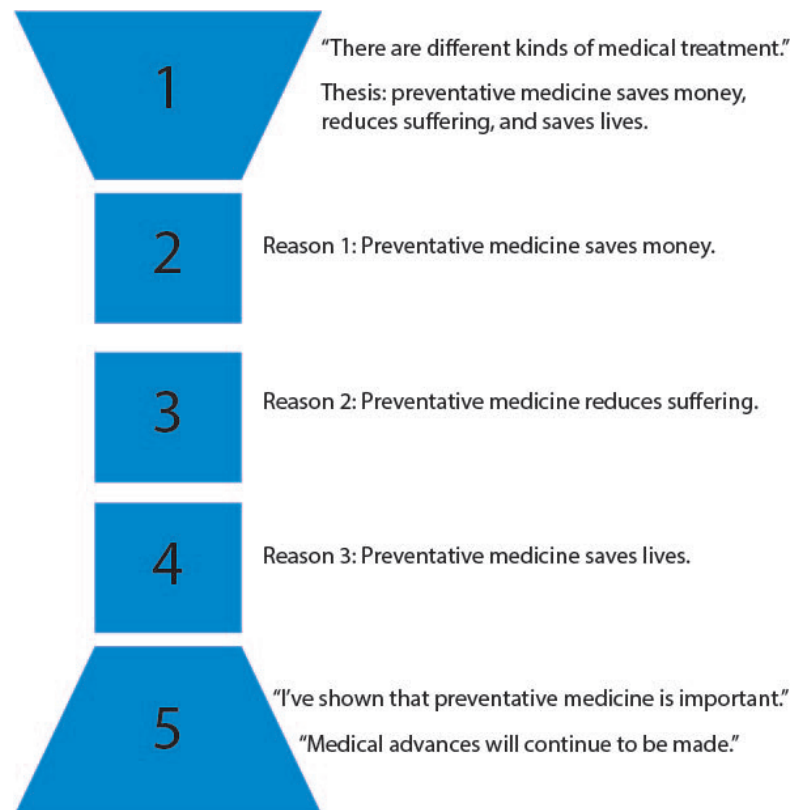 1
“There are different kinds of medical treatment.”
Thesis: preventative medicine saves money,
reduces suffering, and saves lives.
2
Reason 1: Preventative medicine saves money.
3
Reason 2: Preventative medicine reduces suffering.
4
Reason 3: Preventative medicine saves lives.
5
“I’ve shown that preventative medicine is important.”
“Medical advances will continue to be made.”